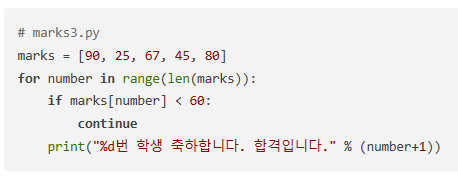 # marks3.py
marks = [90, 25, 67, 45, 80]
for number in range(len(marks)):
    if marks[number] < 60:
        continue
    print("%d번 학생 축하합니다. 합격입니다." % (number+1))